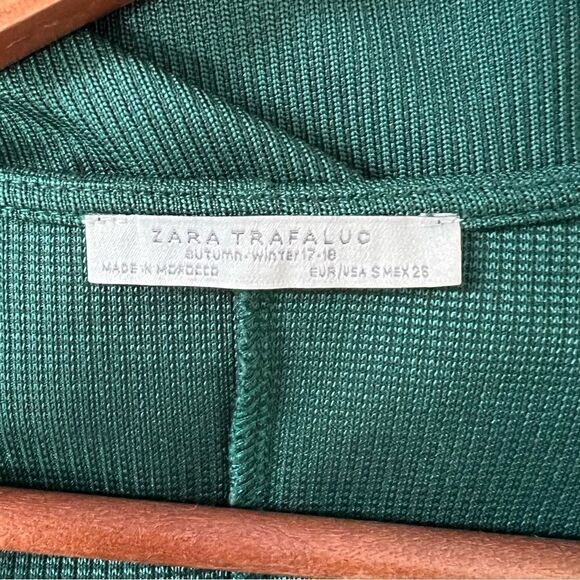 ZARA TRAFALUC
autumn-winter 17-18
MADE IN MOROCCO EUR/USA S MEX 26